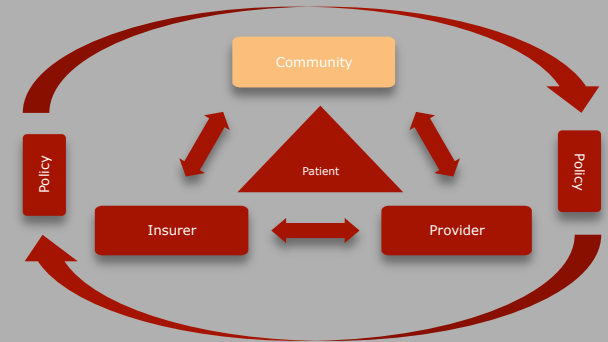 Community
Policy
Patient
Policy
Insurer
Provider